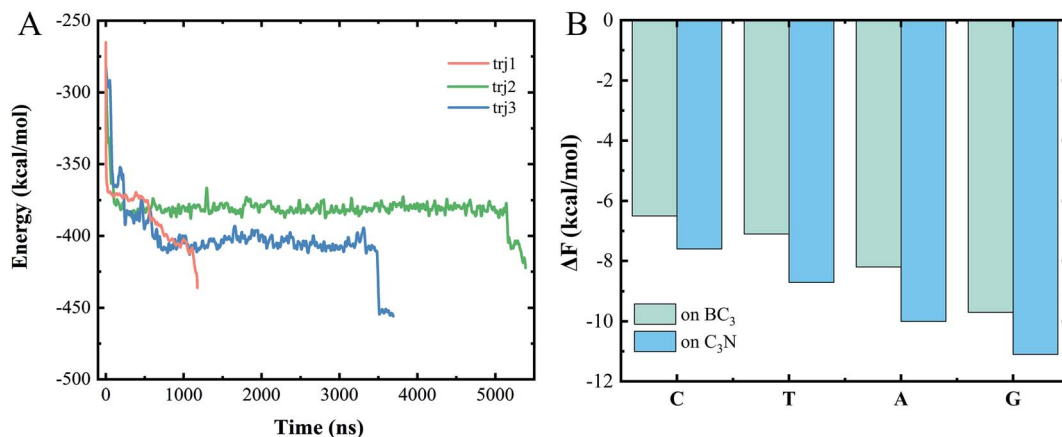 A
-250
-300
-350
-400
-450
-500
Energy (kcal/mol)
0 1000 2000 3000 4000 5000
Time (ns)
trj1
trj2
trj3
B
0
-2
-4
-6
-8
-10
-12
ΔF (kcal/mol)
on BC₃
on C₃N
C T A G